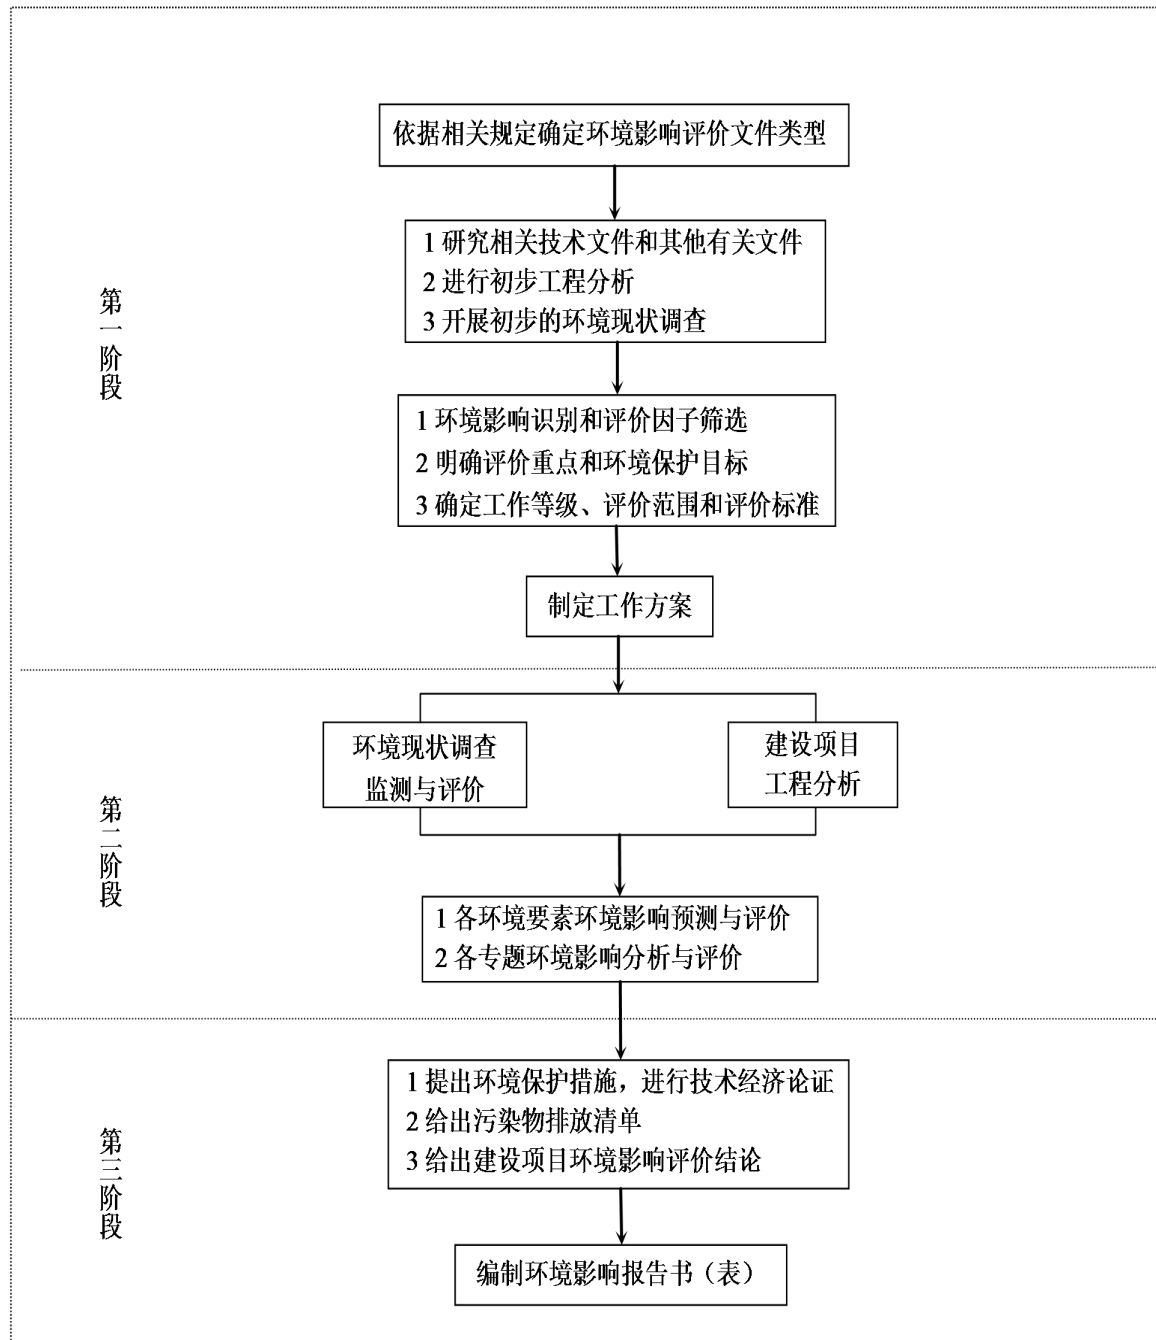 依据相关规定确定环境影响评价文件类型
1 研究相关技术文件和其他有关文件
2 进行初步工程分析
3 开展初步的环境现状调查
第一阶段
1 环境影响识别和评价因子筛选
2 明确评价重点和环境保护目标
3 确定工作等级、评价范围和评价标准
制定工作方案
环境现状调查
监测与评价
建设项目
工程分析
第二阶段
1 各环境要素环境影响预测与评价
2 各专题环境影响分析与评价
1 提出环境保护措施，进行技术经济论证
2 给出污染物排放清单
3 给出建设项目环境影响评价结论
第三阶段
编制环境影响报告书（表）